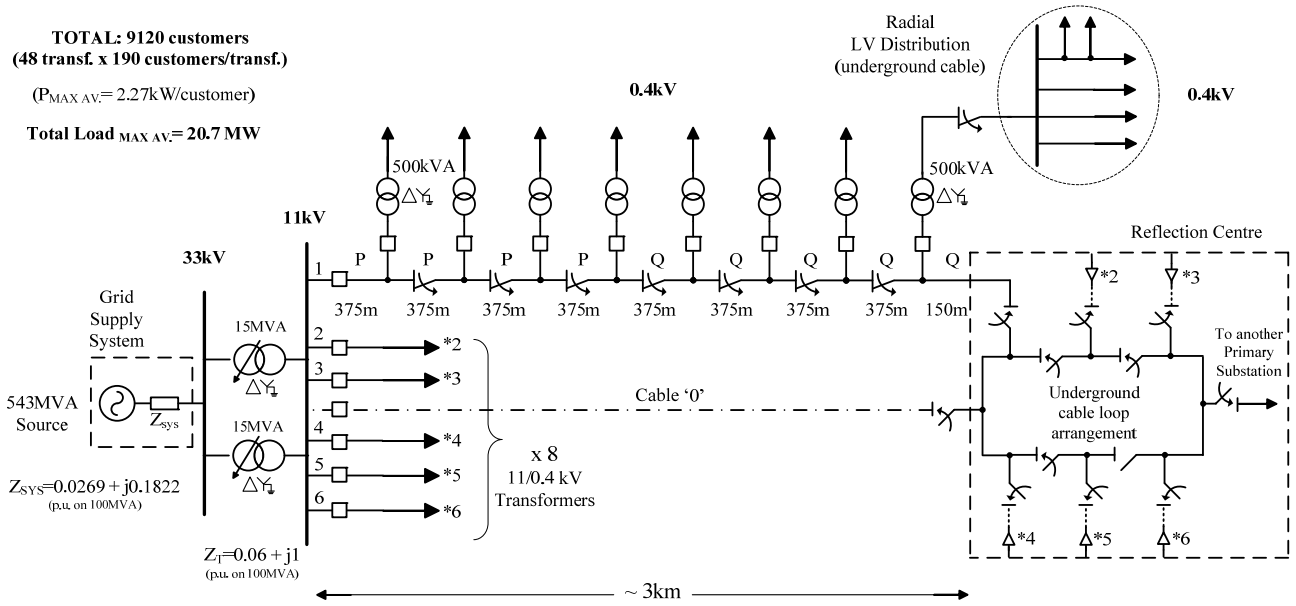 TOTAL: 9120 customers
(48 transf. x 190 customers/transf.)
(PMAX AV.= 2.27kW/customer)
Total Load MAX AV.= 20.7 MW
Radial
LV Distribution
(underground cable)
0.4kV
0.4kV
500kVA
500kVA
11kV
33kV
Reflection Centre
1
P
P
P
P
Q
Q
Q
Q
Q
375m
375m
375m
375m
375m
375m
375m
375m
150m
*2
*3
Grid
Supply
System
15MVA
2
*2
3
*3
To another
Primary
Substation
Cable ‘0’
Underground
cable loop
arrangement
543MVA
Source
Zsys
15MVA
4
*4
5
*5
6
*6
x 8
11/0.4 kV
Transformers
ZSYS=0.0269 + j0.1822
(p.u. on 100MVA)
*4
*5
*6
ZT=0.06 + j1
(p.u. on 100MVA)
~ 3km